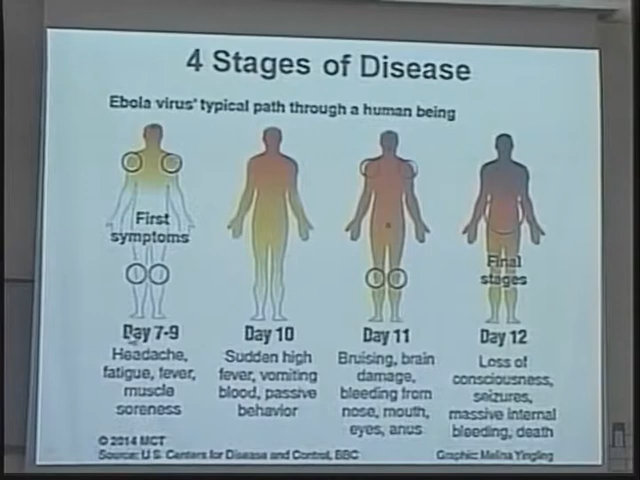 4 Stages of Disease
Ebola virus' typical path through a human being
First
symptoms
Final
stages
Day 7-9
Day 10
Day 11
Day 12
Headache,
fatigue, fever,
muscle
soreness
Sudden high
fever, vomiting
blood, passive
behavior
Bruising, brain
damage,
bleeding from
nose, mouth,
eyes, anus
Loss of
consciousness,
seizures,
massive internal
bleeding, death
© 2014 MCT
Source: U.S. Centers for Disease and Control, BBC
Graphic: Melina Yingling